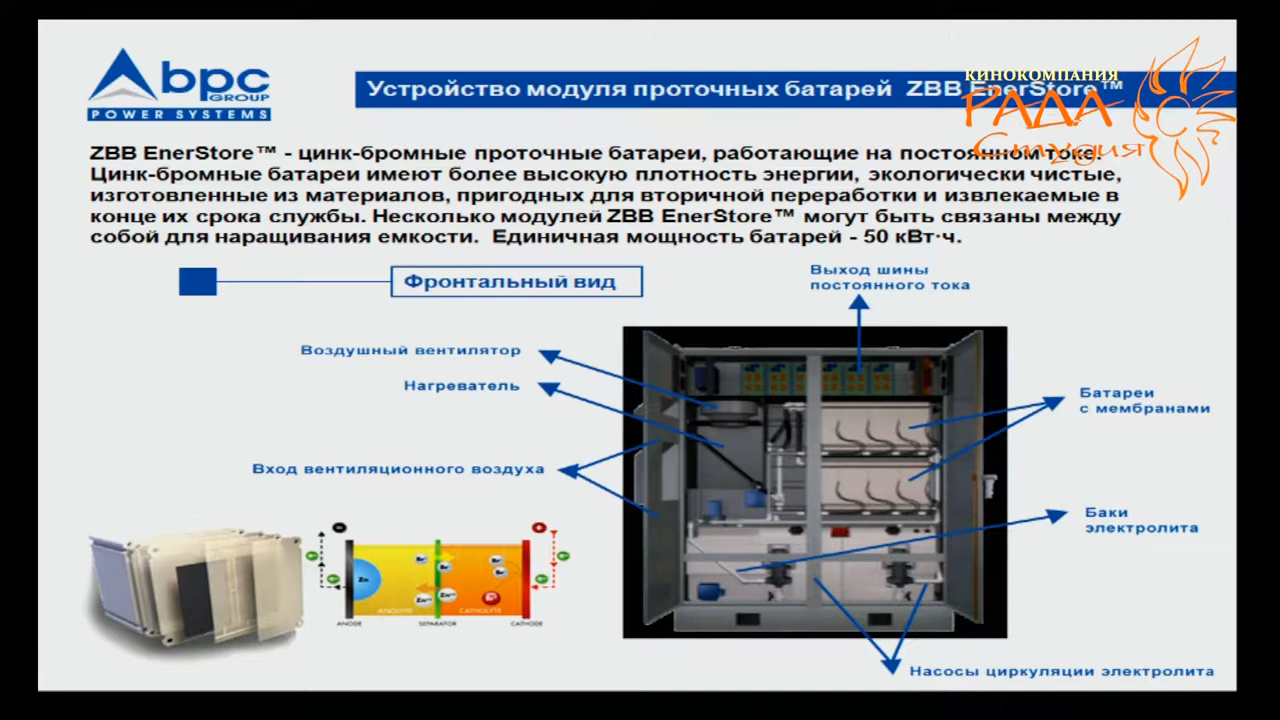 bpc
GROUP
POWER SYSTEMS
Устройство модуля проточных батарей ZBB EnerStore™
КИНОКОМПАНИЯ
РАДА
Студия
ZBB EnerStore™ - цинк-бромные проточные батареи, работающие на постоянном токе.
Цинк-бромные батареи имеют более высокую плотность энергии, экологически чистые,
изготовленные из материалов, пригодных для вторичной переработки и извлекаемые в
конце их срока службы. Несколько модулей ZBB EnerStore™ могут быть связаны между
собой для наращивания емкости. Единичная мощность батарей - 50 кВт·ч.
Фронтальный вид
Выход шины
постоянного тока
Воздушный вентилятор
Нагреватель
Батареи
с мембранами
Вход вентиляционного воздуха
Баки
электролита
Zn
ANOLYTE
CATHOLYTE
ANODE
SEPARATOR
CATHODE
Насосы циркуляции электролита